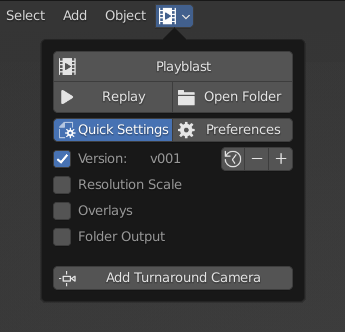 Select Add Object
Playblast
Replay Open Folder
Quick Settings Preferences
Version: v001
Resolution Scale
Overlays
Folder Output
Add Turnaround Camera